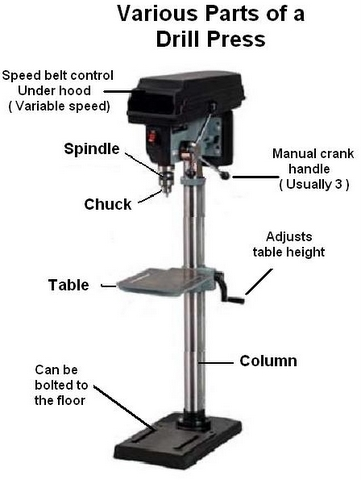 Various Parts of a
Drill Press
Speed belt control
Under hood
( Variable speed)
Spindle
Chuck
Manual crank
handle
( Usually 3 )
Adjusts
table height
Table
Column
Can be
bolted to
the floor